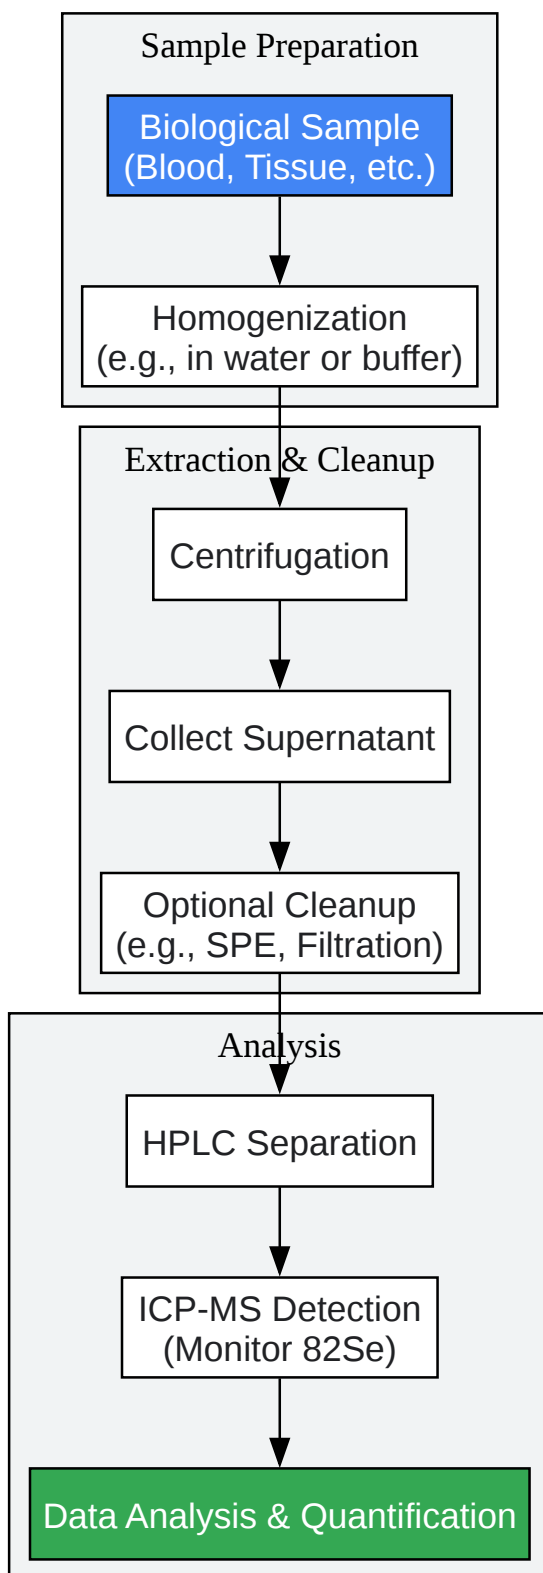 Sample Preparation
Biological Sample
(Blood, Tissue, etc.)
Homogenization
(e.g., in water or buffer)
Extraction & Cleanup
Centrifugation
Collect Supernatant
Optional Cleanup
(e.g., SPE, Filtration)
Analysis
HPLC Separation
ICP-MS Detection
(Monitor 82Se)
Data Analysis & Quantification